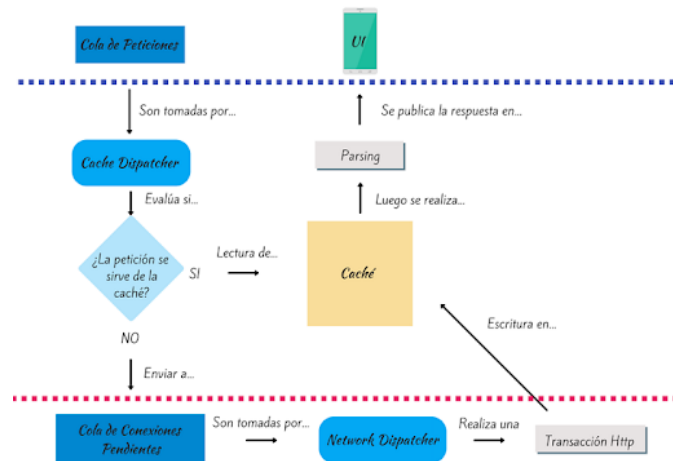 Cola de Peticiones
UI
Son tomadas por...
Se publica la respuesta en...
Cache Dispatcher
Parsing
Evalúa si...
Luego se realiza...
¿La petición se
sirve de la
caché?
SI
Lectura de...
Caché
NO
Escritura en...
Enviar a...
Cola de Conexiones
Pendientes
Son tomadas por...
Network Dispatcher
Realiza una
Transacción Http